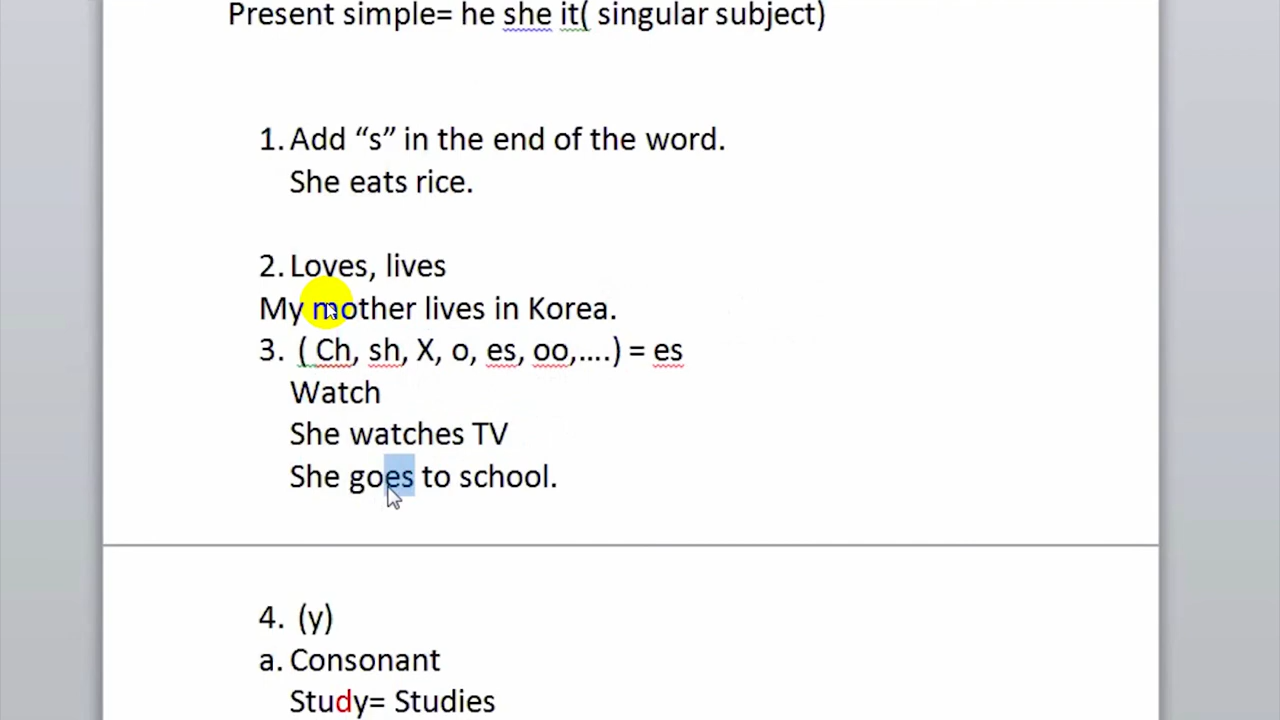 Present simple= he she it( singular subject)
1. Add “s” in the end of the word.
She eats rice.
2. Loves, lives
My mother lives in Korea.
3. ( Ch, sh, X, o, es, oo,....) = es
Watch
She watches TV
She goes to school.
4. (y)
a. Consonant
Study= Studies